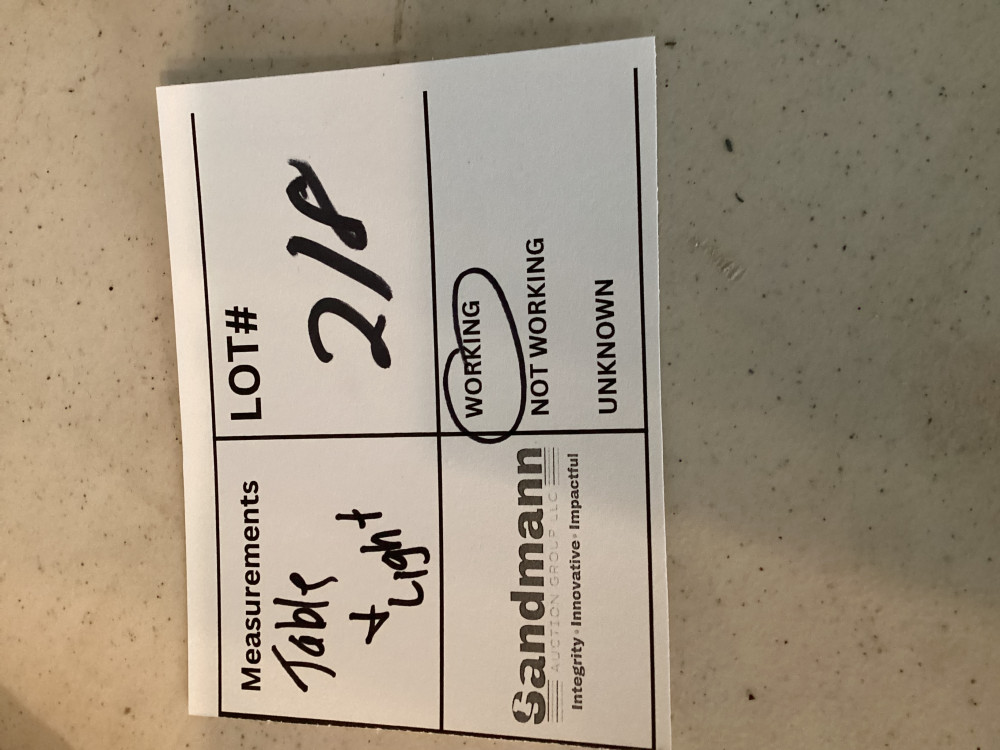 Measurements
Table
+ Light
LOT#
218
Sandmann
AUCTION GROUP LLC
Integrity • Innovative • Impactful
WORKING
NOT WORKING
UNKNOWN